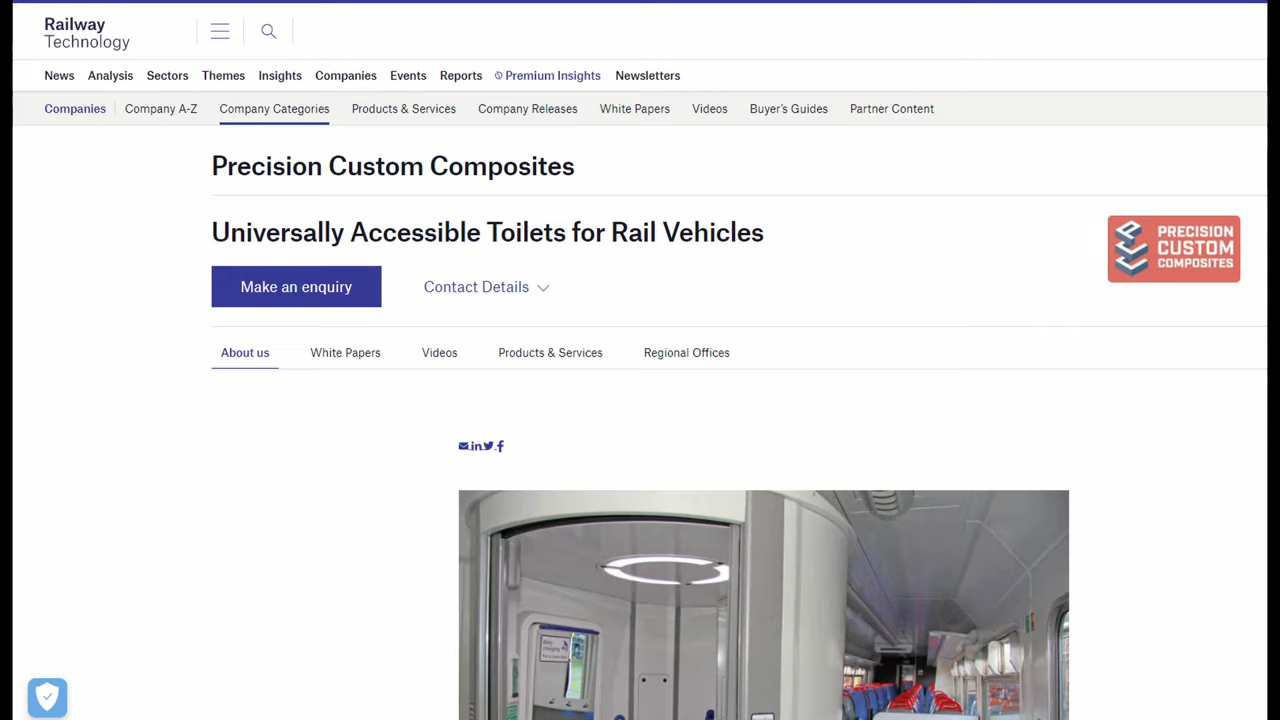 Railway
Technology
News Analysis Sectors Themes Insights Companies Events Reports Premium Insights Newsletters
Companies Company A-Z Company Categories Products & Services Company Releases White Papers Videos Buyer's Guides Partner Content
Precision Custom Composites
Universally Accessible Toilets for Rail Vehicles
PRECISION
CUSTOM
COMPOSITES
Make an enquiry Contact Details
About us White Papers Videos Products & Services Regional Offices
Baby